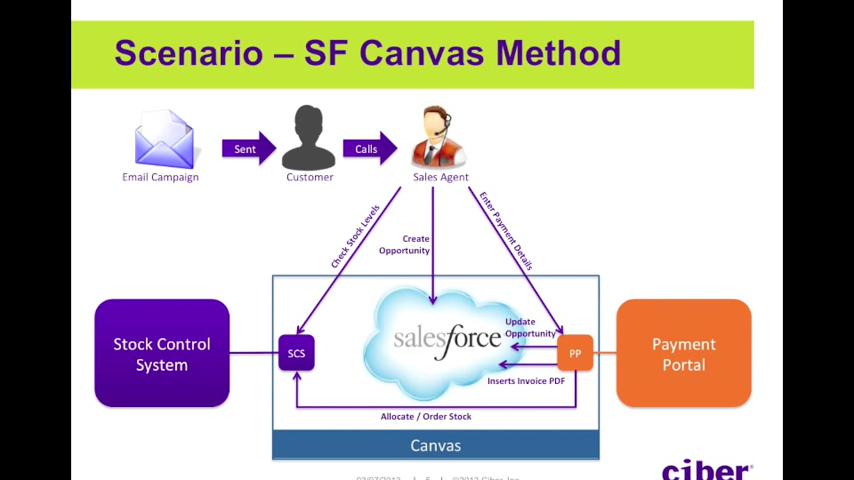 Scenario – SF Canvas Method
Sent
Calls
Email Campaign
Customer
Sales Agent
Check Stock Levels
Create
Opportunity
Enter Payment Details
Stock Control
System
SCS
salesforce
Update
Opportunity
PP
Payment
Portal
Inserts Invoice PDF
Allocate / Order Stock
Canvas
ciber